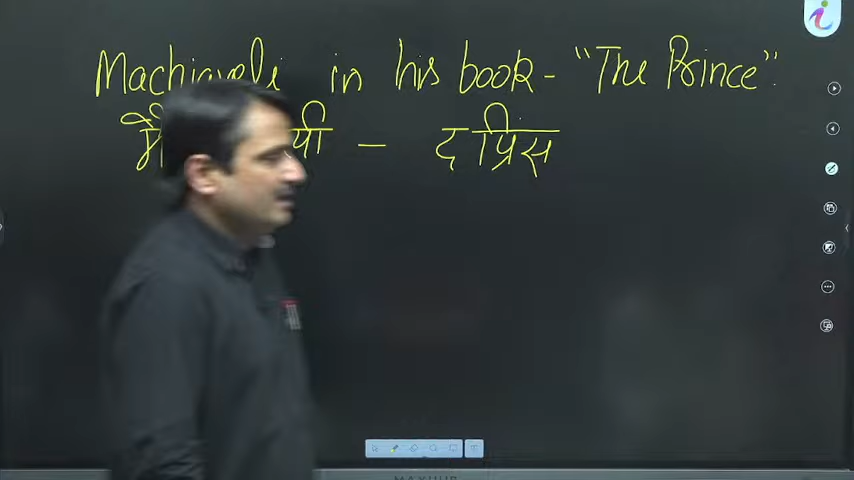 Machiaveli in his book - "The Prince".
- द प्रिंस